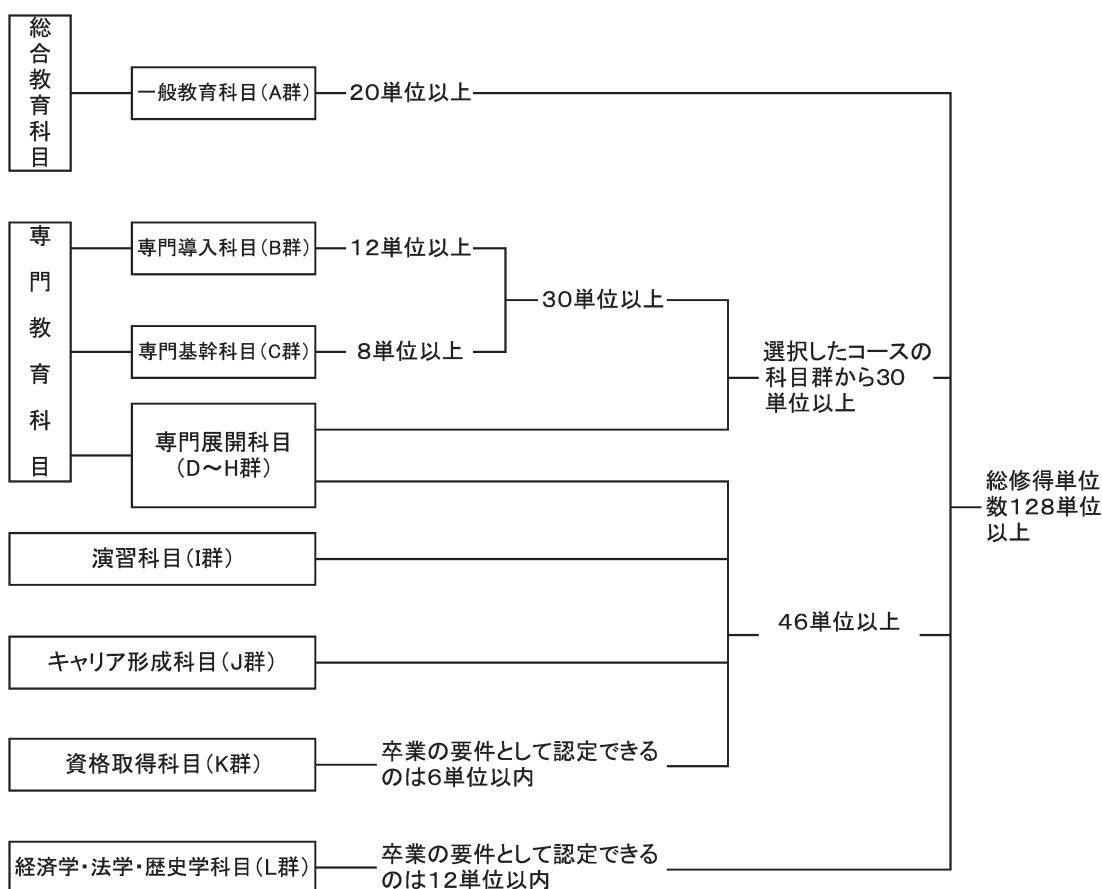 総合教育科目
一般教育科目(A群)
20単位以上
専門教育科目
専門導入科目(B群)
12単位以上
30単位以上
専門基幹科目(C群)
8単位以上
選択したコースの
科目群から30
単位以上
専門展開科目
(D～H群)
総修得単位
数128単位
以上
演習科目(I群)
46単位以上
キャリア形成科目(J群)
資格取得科目(K群)
卒業の要件として認定できる
のは6単位以内
経済学・法学・歴史学科目(L群)
卒業の要件として認定できる
のは12単位以内